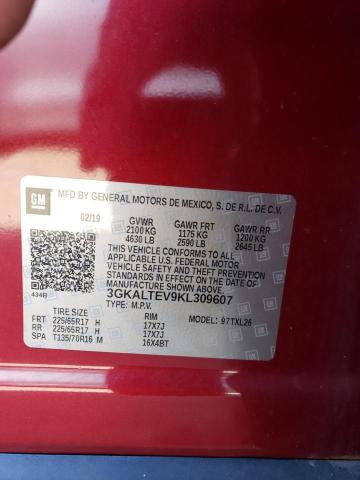 GM
MFD BY GENERAL MOTORS DE MEXICO, S. DE R.L. DE C.V.
02/19 GVWR GAWR FRT GAWR RR
2100 KG 1175 KG 1200 KG
4630 LB 2590 LB 2645 LB
THIS VEHICLE CONFORMS TO ALL
APPLICABLE U.S. FEDERAL MOTOR
VEHICLE SAFETY AND THEFT PREVENTION
STANDARDS IN EFFECT ON THE DATE OF
MANUFACTURE SHOWN ABOVE.
434B 3GKALTEV9KL309607
TYPE: M.P.V. 97TXL26
TIRE SIZE RIM
FRT 225/65R17 H 17X7J
RR 225/65R17 H 17X7J
SPA T135/70R16 M 16X4BT